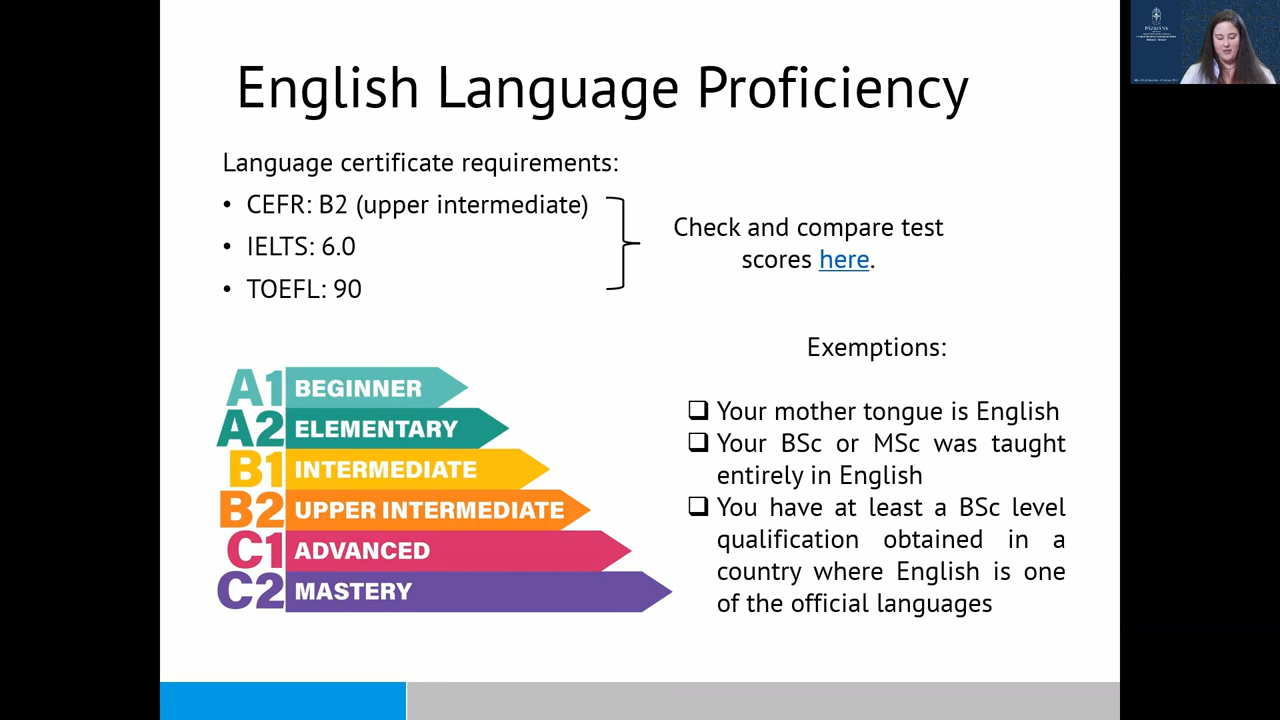 English Language Proficiency
Language certificate requirements:
• CEFR: B2 (upper intermediate)
• IELTS: 6.0
• TOEFL: 90
Check and compare test
scores here.
Exemptions:
❑ Your mother tongue is English
❑ Your BSc or MSc was taught
entirely in English
❑ You have at least a BSc level
qualification obtained in a
country where English is one
of the official languages
A1 BEGINNER
A2 ELEMENTARY
B1 INTERMEDIATE
B2 UPPER INTERMEDIATE
C1 ADVANCED
C2 MASTERY
PÁZMÁNY